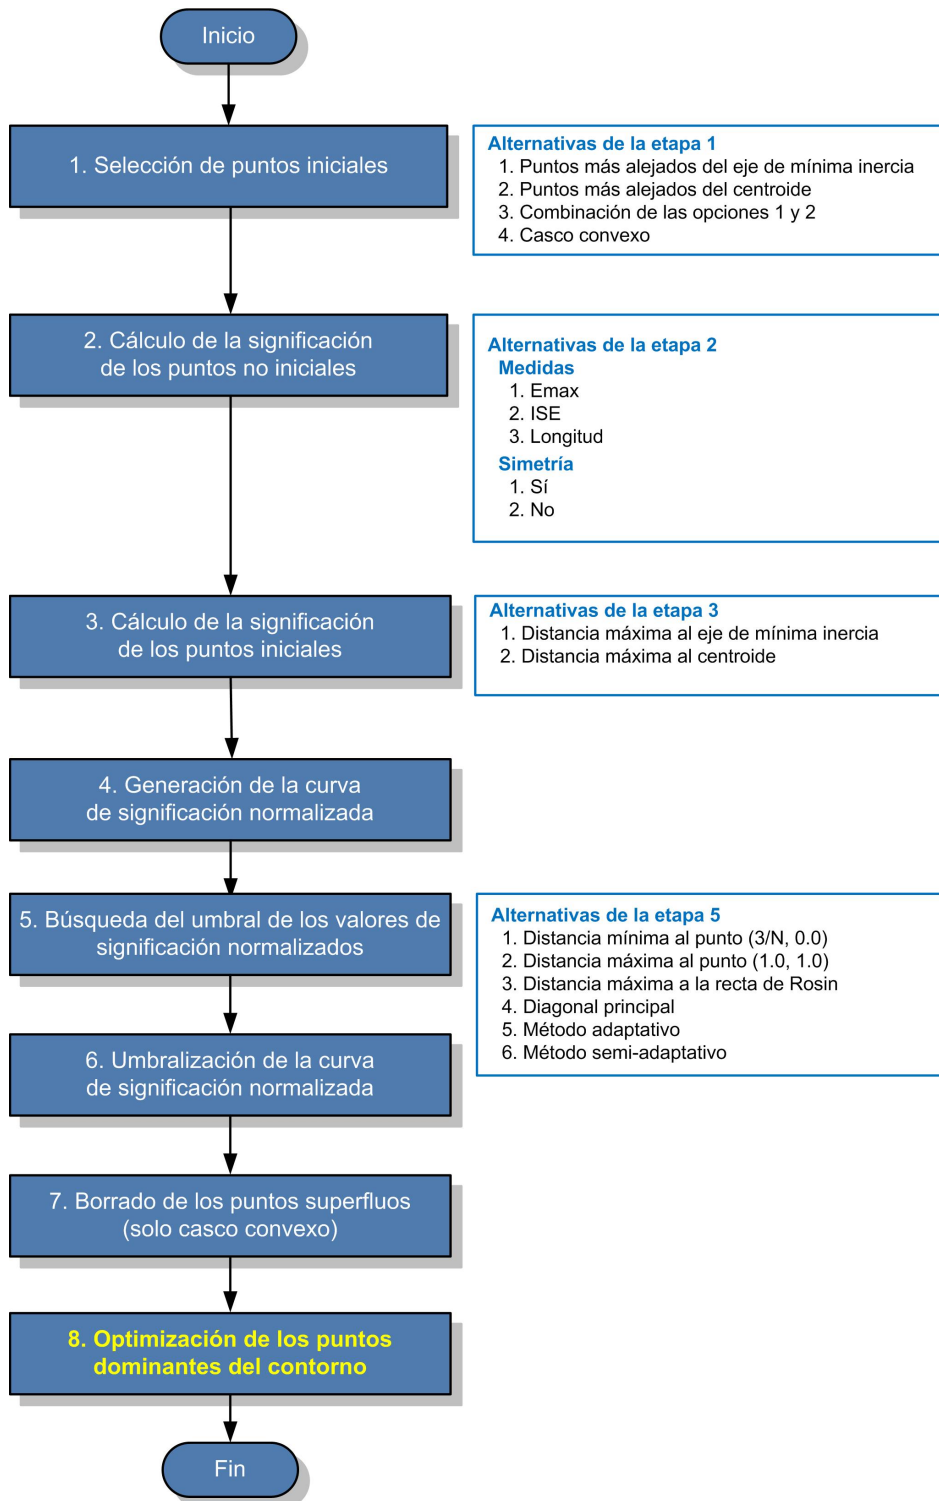 Inicio
1. Selección de puntos iniciales
Alternativas de la etapa 1
1. Puntos más alejados del eje de mínima inercia
2. Puntos más alejados del centroide
3. Combinación de las opciones 1 y 2
4. Casco convexo
2. Cálculo de la significación
de los puntos no iniciales
Alternativas de la etapa 2
Medidas
1. Emax
2. ISE
3. Longitud
Simetría
1. Sí
2. No
3. Cálculo de la significación
de los puntos iniciales
Alternativas de la etapa 3
1. Distancia máxima al eje de mínima inercia
2. Distancia máxima al centroide
4. Generación de la curva
de significación normalizada
5. Búsqueda del umbral de los valores de
significación normalizados
Alternativas de la etapa 5
1. Distancia mínima al punto (3/N, 0.0)
2. Distancia máxima al punto (1.0, 1.0)
3. Distancia máxima a la recta de Rosin
4. Diagonal principal
5. Método adaptativo
6. Método semi-adaptativo
6. Umbralización de la curva
de significación normalizada
7. Borrado de los puntos superfluos
(solo casco convexo)
8. Optimización de los puntos
dominantes del contorno
Fin